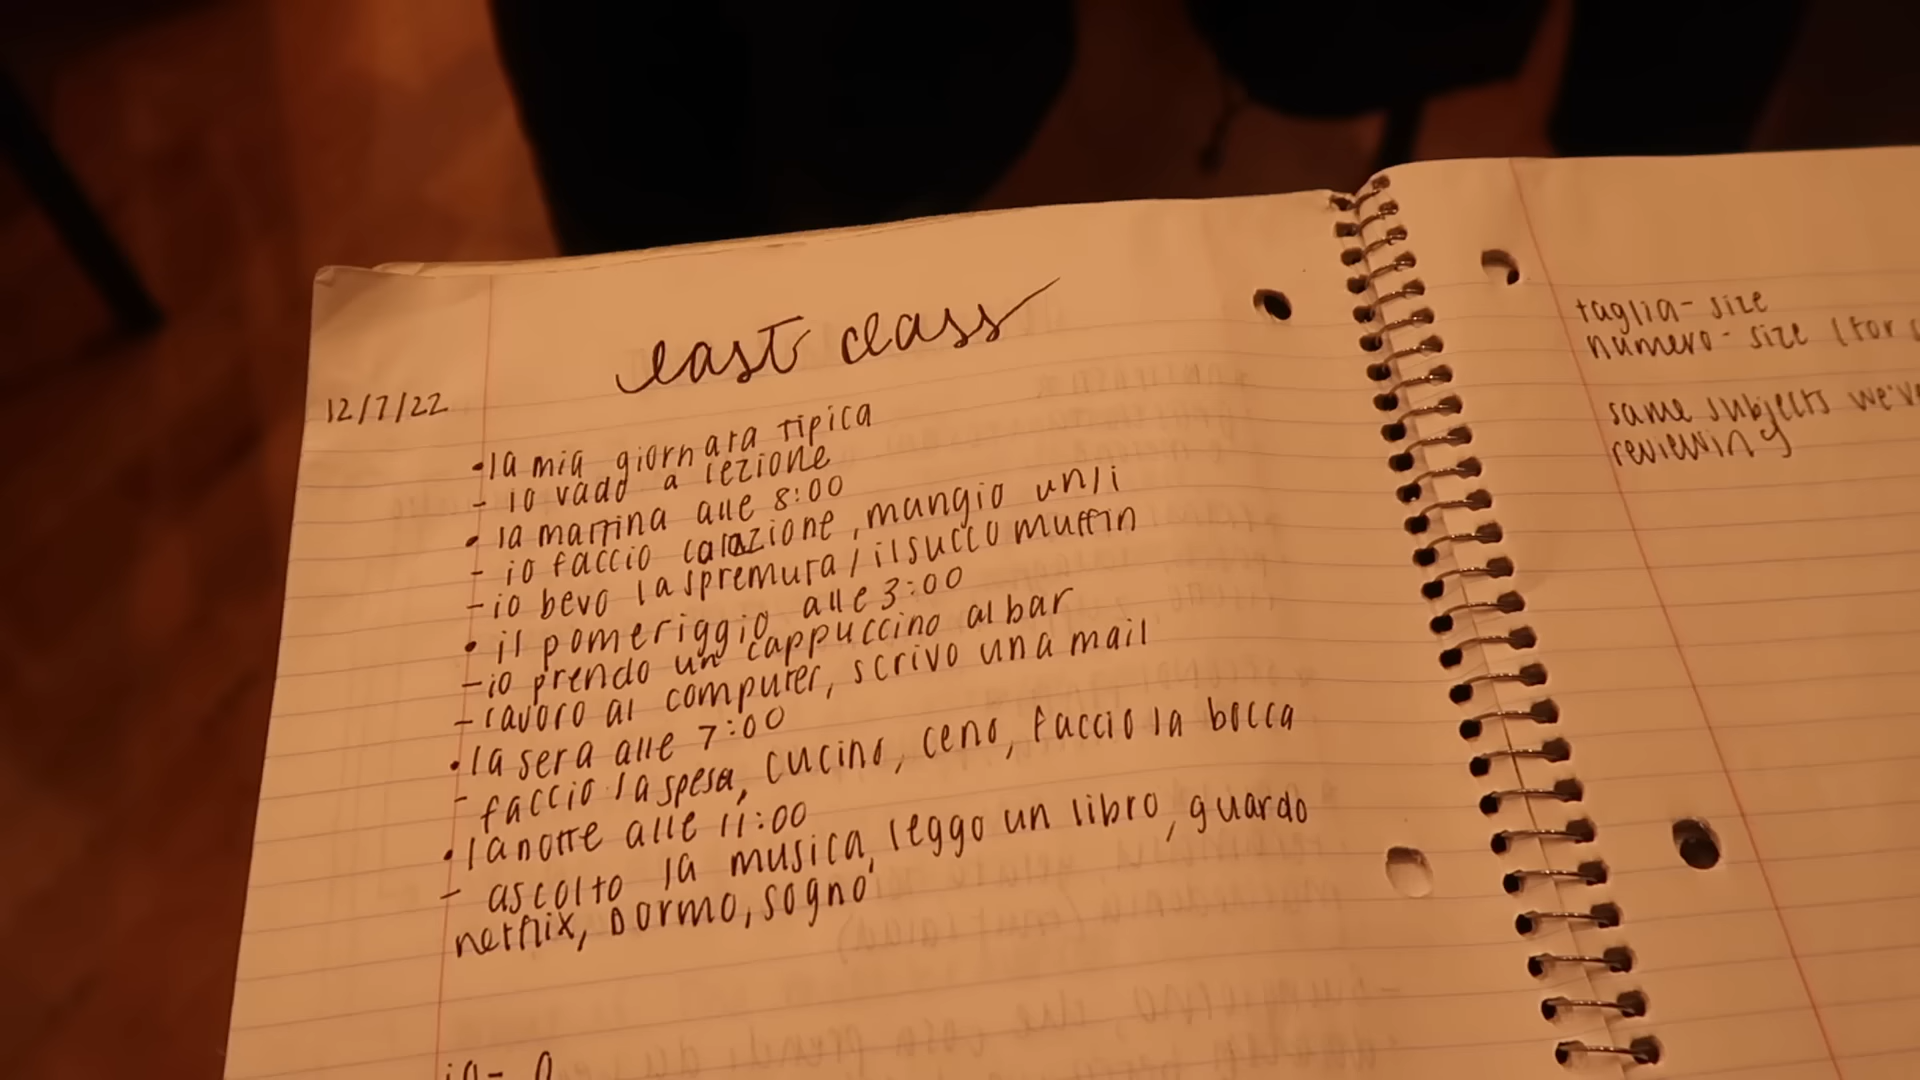 last class
12/7/22
•la mia giornata tipica
- io vado a lezione
• la mattina alle 8:00
- io faccio colazione, mangio un/i
- io bevo la spremuta / il succo muffin
• il pomeriggio alle 3:00
- io prendo un cappuccino al bar
- lavoro al computer, scrivo una mail
•la sera alle 7:00
- faccio la spesa, cucino, ceno, faccio la bocca
•la notte alle 11:00
- ascolto la musica, leggo un libro, guardo
netflix, Dormo, sogno
taglia - size
numero - size (for
same subjects we've
reviewing